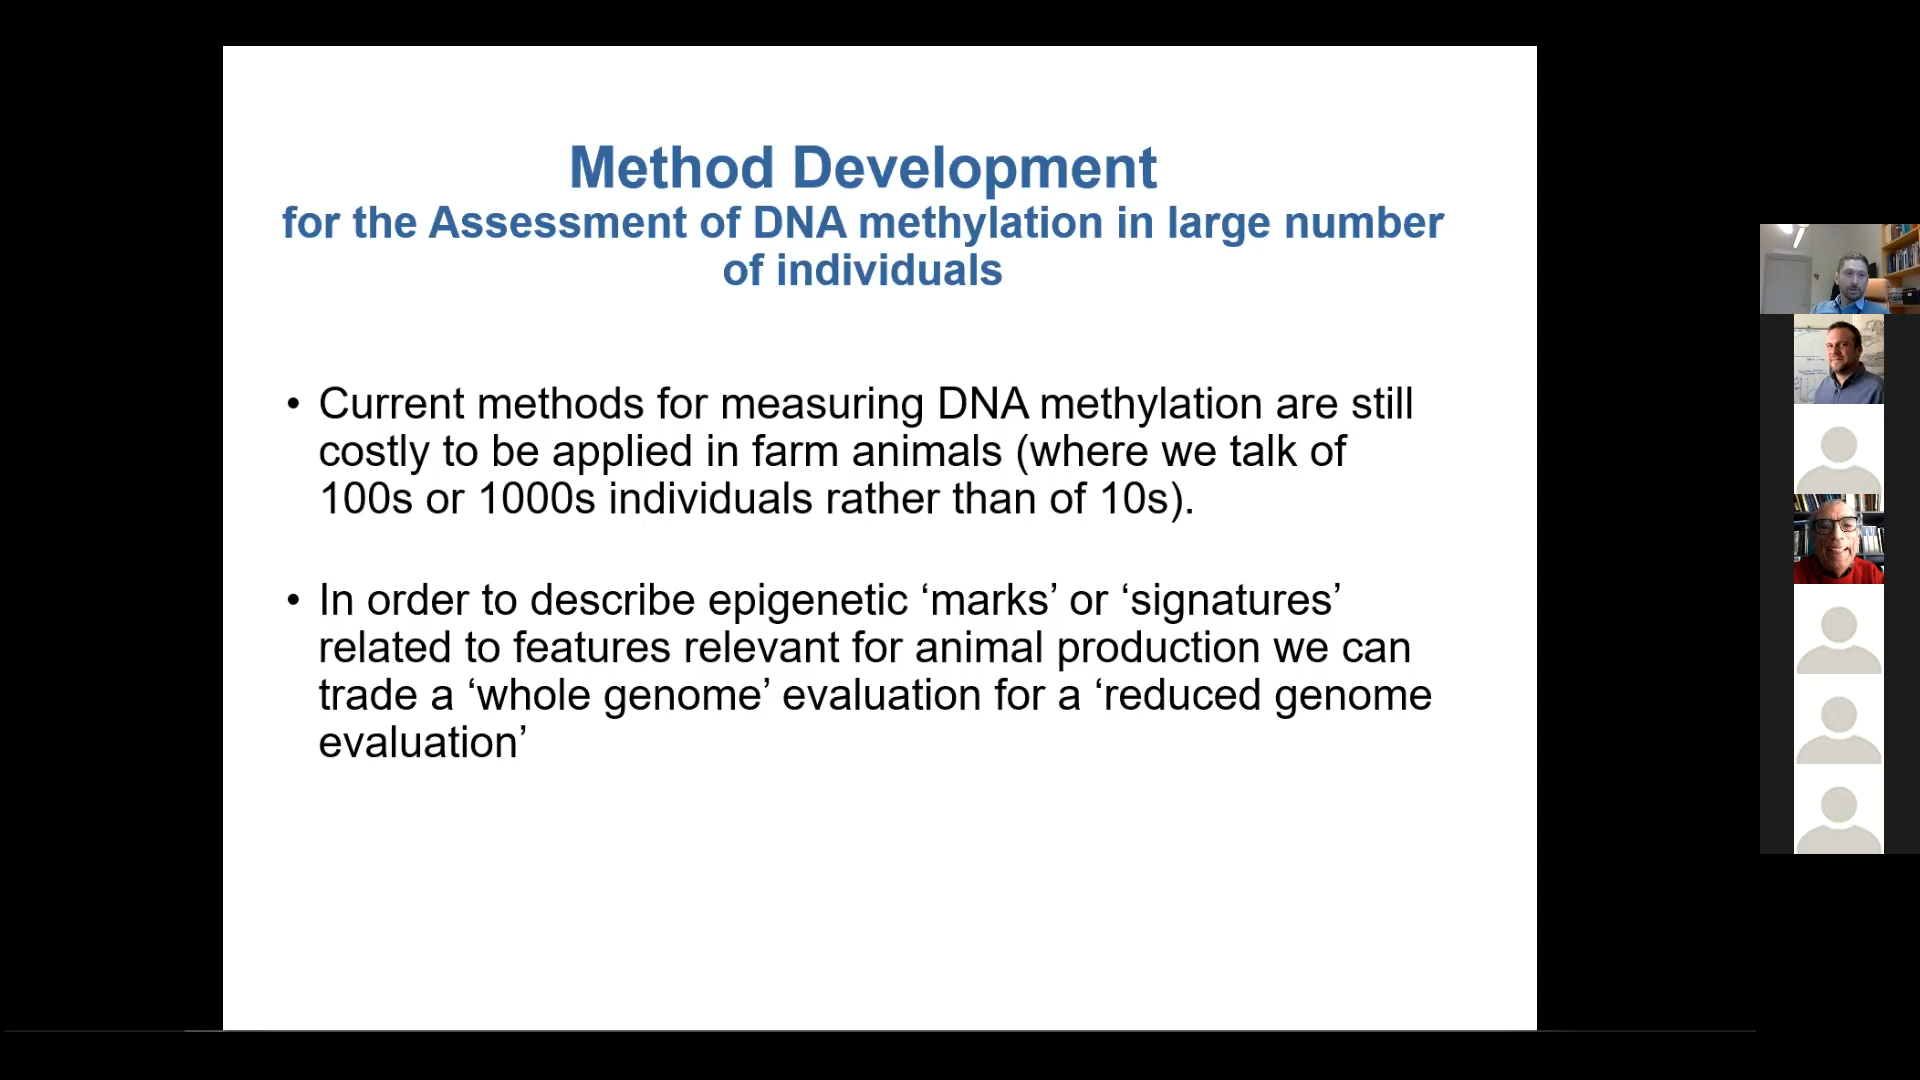 Method Development
for the Assessment of DNA methylation in large number
of individuals
• Current methods for measuring DNA methylation are still
costly to be applied in farm animals (where we talk of
100s or 1000s individuals rather than of 10s).
• In order to describe epigenetic ‘marks’ or ‘signatures’
related to features relevant for animal production we can
trade a ‘whole genome’ evaluation for a ‘reduced genome
evaluation’